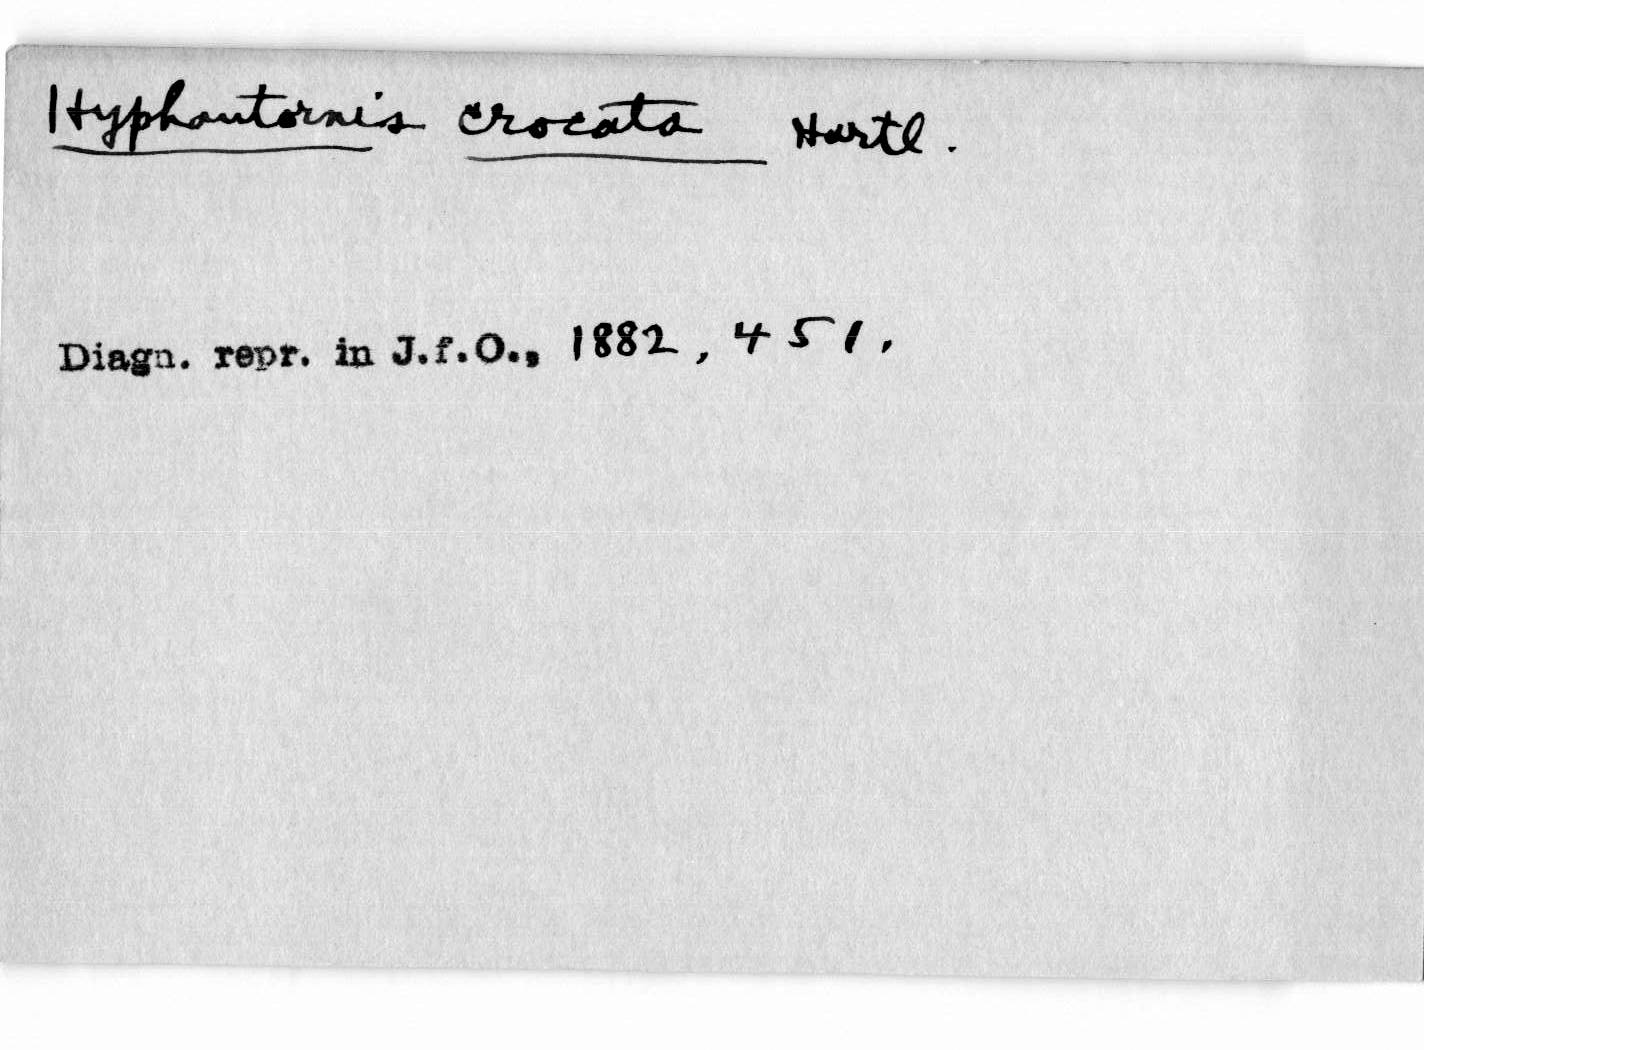 Hyphantornis crocata Hartl.
Diagn. repr. in J.f.O., 1882, 451.